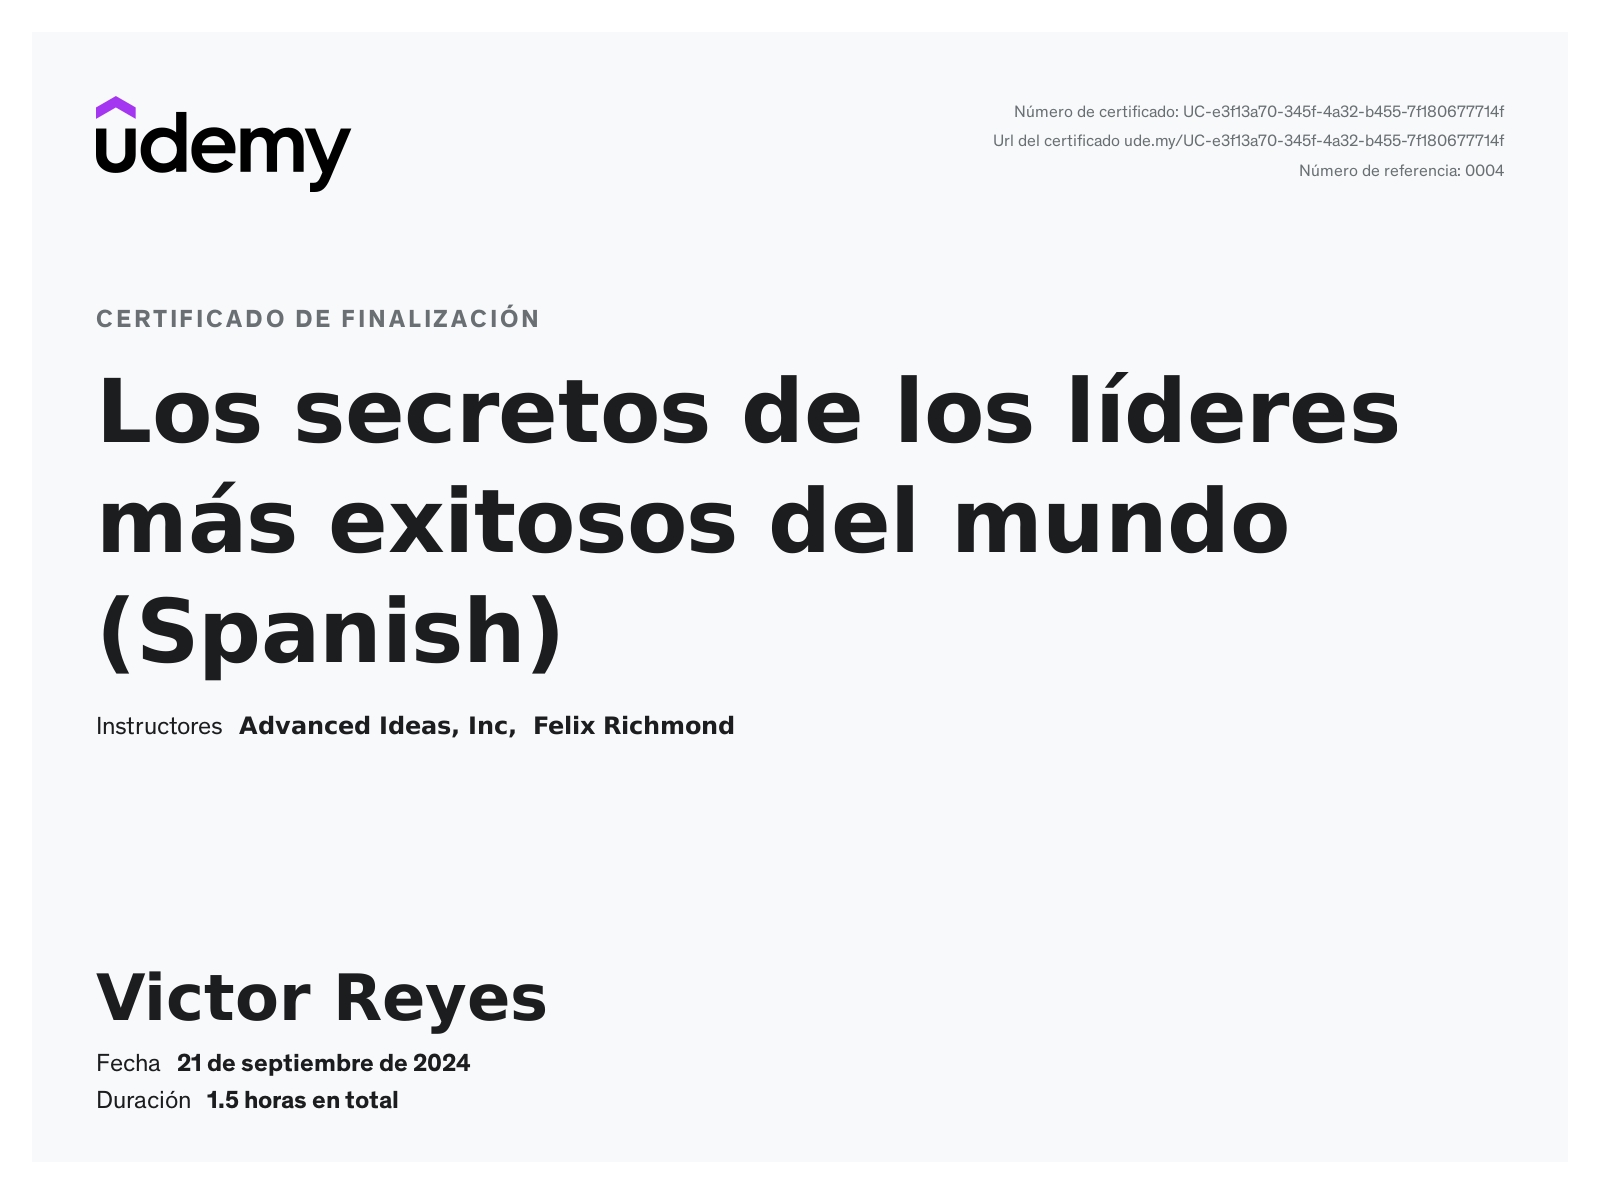 udemy
Número de certificado: UC-e3f13a70-345f-4a32-b455-7f180677714f
Url del certificado ude.my/UC-e3f13a70-345f-4a32-b455-7f180677714f
Número de referencia: 0004
CERTIFICADO DE FINALIZACIÓN
Los secretos de los líderes
más exitosos del mundo
(Spanish)
Instructores Advanced Ideas, Inc, Felix Richmond
Victor Reyes
Fecha 21 de septiembre de 2024
Duración 1.5 horas en total